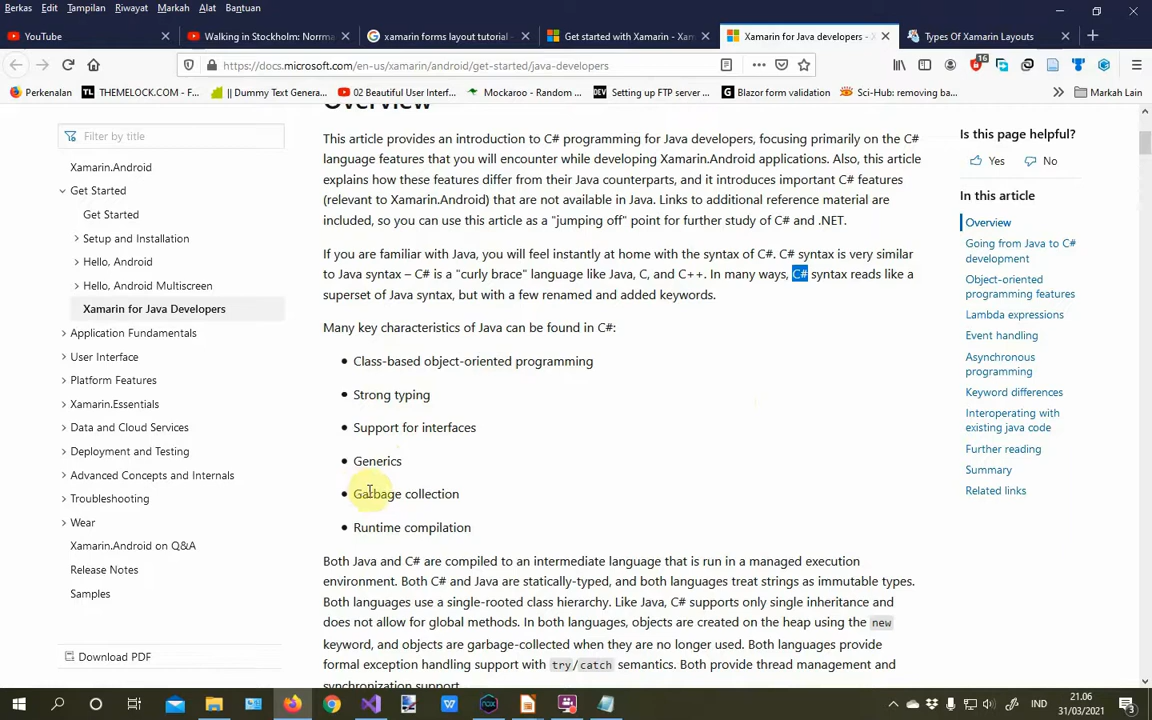 Berkas Edit Tampilan Riwayat Markah Alat Bantuan
YouTube
Walking in Stockholm: Norrm
xamarin forms layout tutorial -
Get started with Xamarin - Xam
Xamarin for Java developers -
Types Of Xamarin Layouts
https://docs.microsoft.com/en-us/xamarin/android/get-started/java-developers
16
Perkenalan
TL THEMELOCK.COM - F...
|| Dummy Text Genera...
02 Beautiful User Interf...
Mockaroo - Random ...
DEV Setting up FTP server ...
Blazor form validation
Sci-Hub: removing ba...
Markah Lain
Filter by title
Xamarin.Android
Get Started
Get Started
Setup and Installation
Hello, Android
Hello, Android Multiscreen
Xamarin for Java Developers
Application Fundamentals
User Interface
Platform Features
Xamarin.Essentials
Data and Cloud Services
Deployment and Testing
Advanced Concepts and Internals
Troubleshooting
Wear
Xamarin.Android on Q&A
Release Notes
Samples
Download PDF
Overview
This article provides an introduction to C# programming for Java developers, focusing primarily on the C#
language features that you will encounter while developing Xamarin.Android applications. Also, this article
explains how these features differ from their Java counterparts, and it introduces important C# features
(relevant to Xamarin.Android) that are not available in Java. Links to additional reference material are
included, so you can use this article as a "jumping off" point for further study of C# and .NET.
If you are familiar with Java, you will feel instantly at home with the syntax of C#. C# syntax is very similar
to Java syntax – C# is a "curly brace" language like Java, C, and C++. In many ways, C# syntax reads like a
superset of Java syntax, but with a few renamed and added keywords.
Many key characteristics of Java can be found in C#:
• Class-based object-oriented programming
• Strong typing
• Support for interfaces
• Generics
• Garbage collection
• Runtime compilation
Both Java and C# are compiled to an intermediate language that is run in a managed execution
environment. Both C# and Java are statically-typed, and both languages treat strings as immutable types.
Both languages use a single-rooted class hierarchy. Like Java, C# supports only single inheritance and
does not allow for global methods. In both languages, objects are created on the heap using the new
keyword, and objects are garbage-collected when they are no longer used. Both languages provide
formal exception handling support with try/catch semantics. Both provide thread management and
synchronization support.
Is this page helpful?
Yes No
In this article
Overview
Going from Java to C#
development
Object-oriented
programming features
Lambda expressions
Event handling
Asynchronous
programming
Keyword differences
Interoperating with
existing java code
Further reading
Summary
Related links
IND
21.06
31/03/2021
3